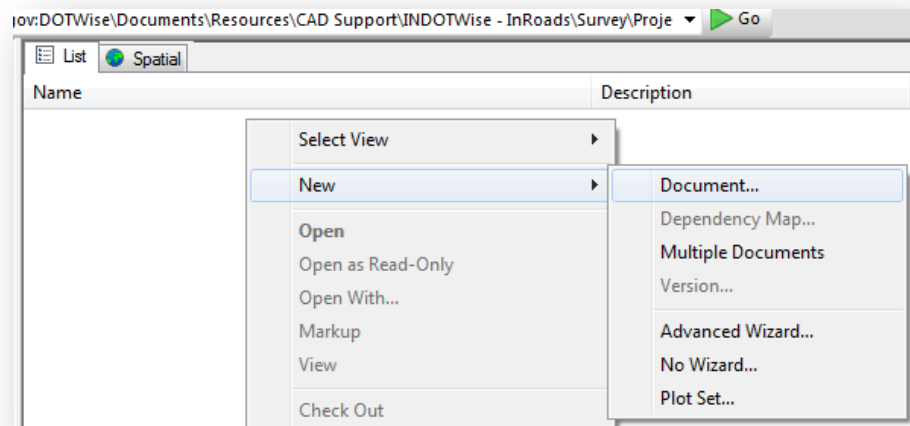 gov:DOTWise\Documents\Resources\CAD Support\INDOTWise - InRoads\Survey\Proje Go
List Spatial
Name Description
Select View
New
Open
Open as Read-Only
Open With...
Markup
View
Check Out
Document...
Dependency Map...
Multiple Documents
Version...
Advanced Wizard...
No Wizard...
Plot Set...